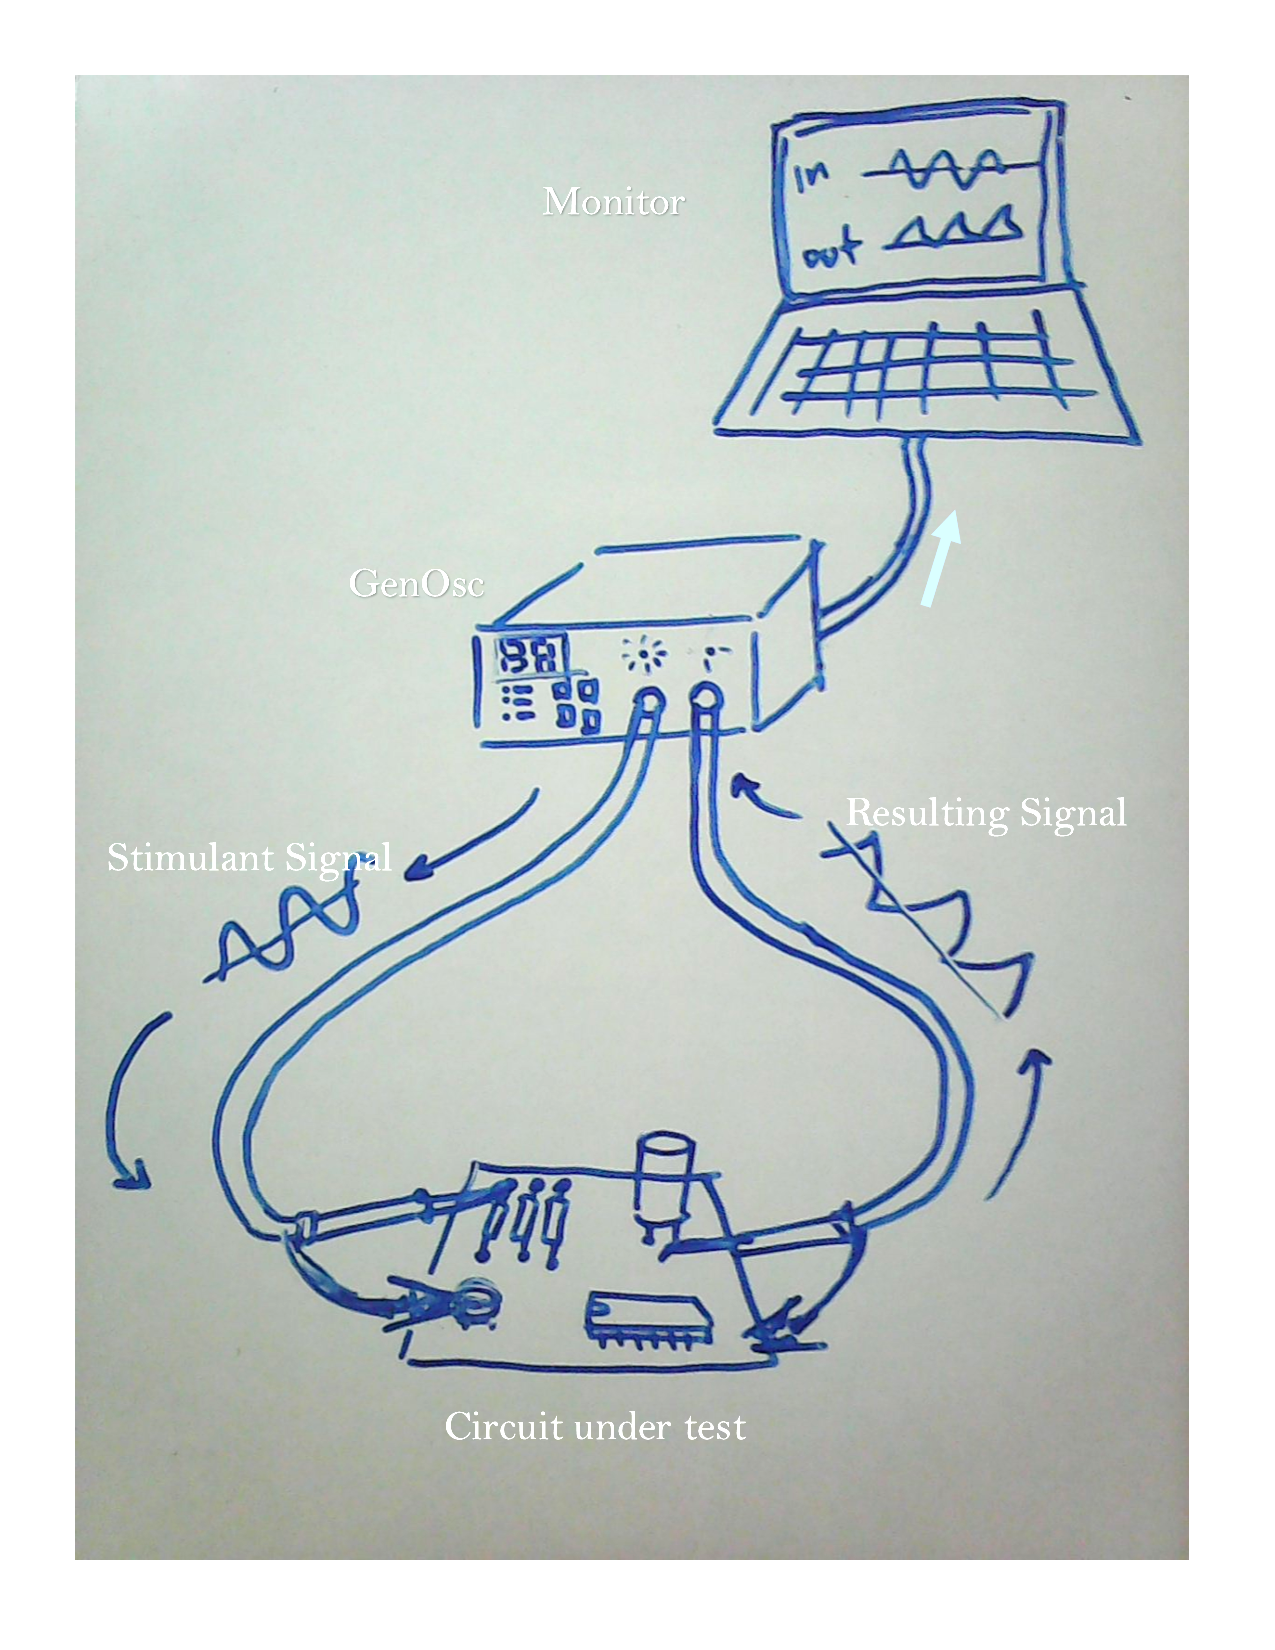 in
Monitor
out
GenOsc
Resulting Signal
Stimulant Signal
Circuit under test